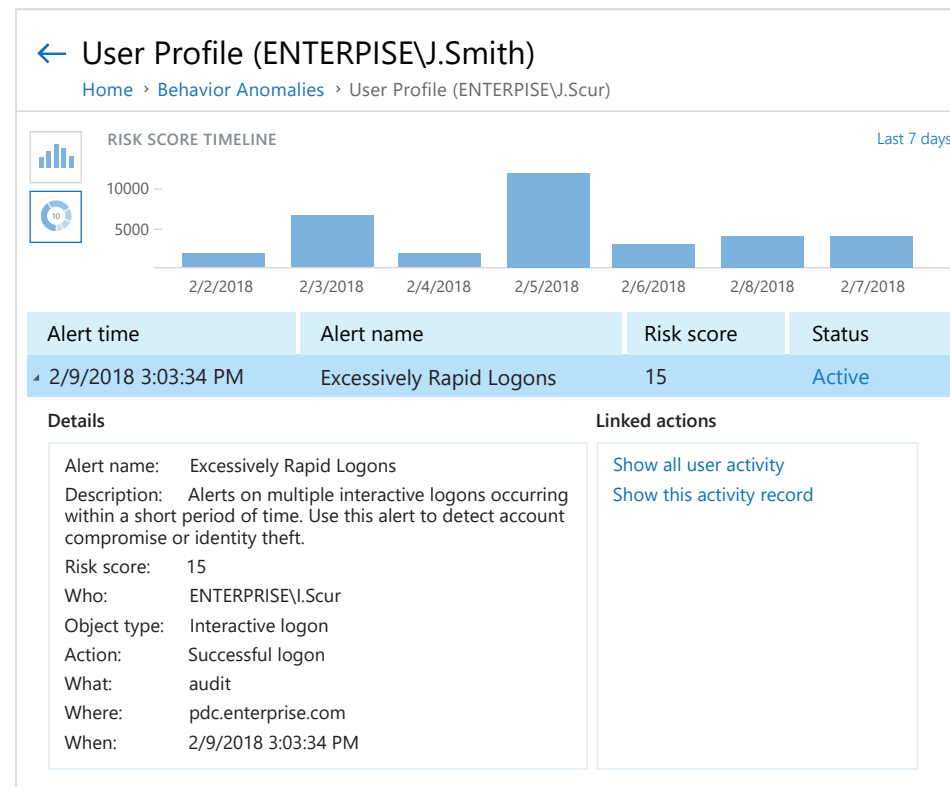 ← User Profile (ENTERPISE\J.Smith)
Home › Behavior Anomalies › User Profile (ENTERPISE\J.Scur)
RISK SCORE TIMELINE
Last 7 days
10
10000
5000
2/2/2018 2/3/2018 2/4/2018 2/5/2018 2/6/2018 2/8/2018 2/7/2018
Alert time Alert name Risk score Status
2/9/2018 3:03:34 PM Excessively Rapid Logons 15 Active
Details
Alert name: Excessively Rapid Logons
Description: Alerts on multiple interactive logons occurring
within a short period of time. Use this alert to detect account
compromise or identity theft.
Risk score: 15
Who: ENTERPRISE\I.Scur
Object type: Interactive logon
Action: Successful logon
What: audit
Where: pdc.enterprise.com
When: 2/9/2018 3:03:34 PM
Linked actions
Show all user activity
Show this activity record